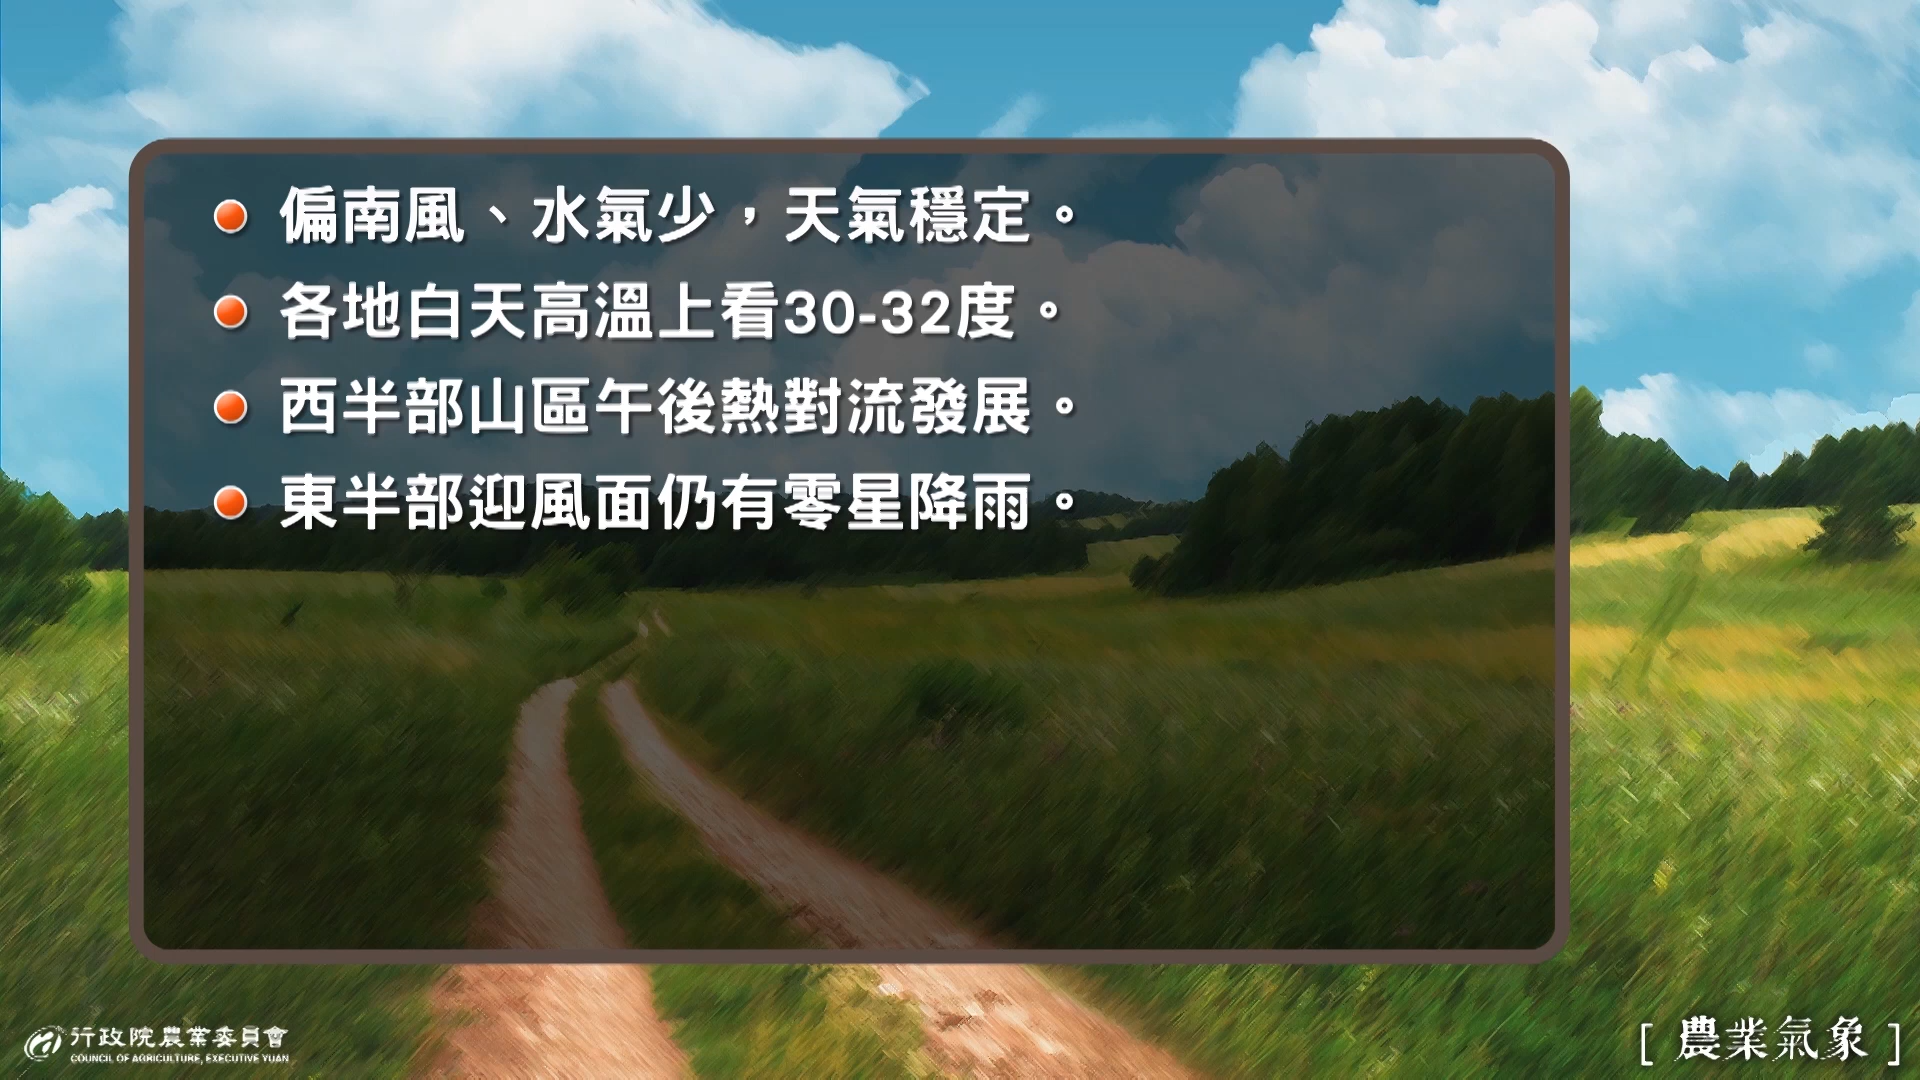 偏南風、水氣少，天氣穩定。
各地白天高溫上看30-32度。
西半部山區午後熱對流發展。
東半部迎風面仍有零星降雨。
行政院農業委員會
COUNCIL OF AGRICULTURE, EXECUTIVE YUAN
[ 農業氣象 ]